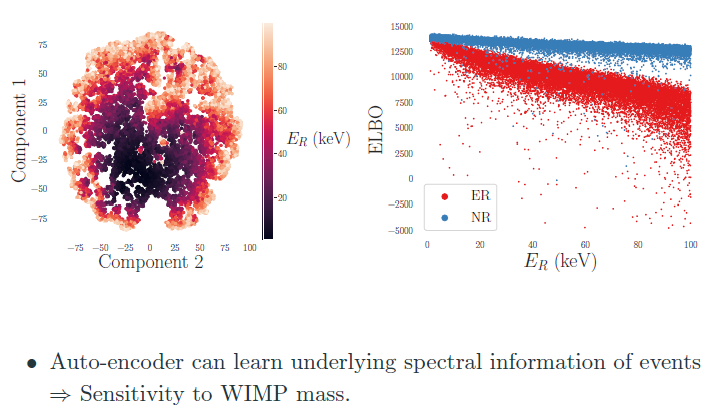 75
50
25
0
−25
−50
−75
Component 1
−75 −50 −25 0 25 50 75 100
Component 2
80
60
40
20
E_R (keV)
15000
12500
10000
7500
5000
2500
0
−2500
−5000
ELBO
ER
NR
0 20 40 60 80 100
E_R (keV)
• Auto-encoder can learn underlying spectral information of events
⇒ Sensitivity to WIMP mass.